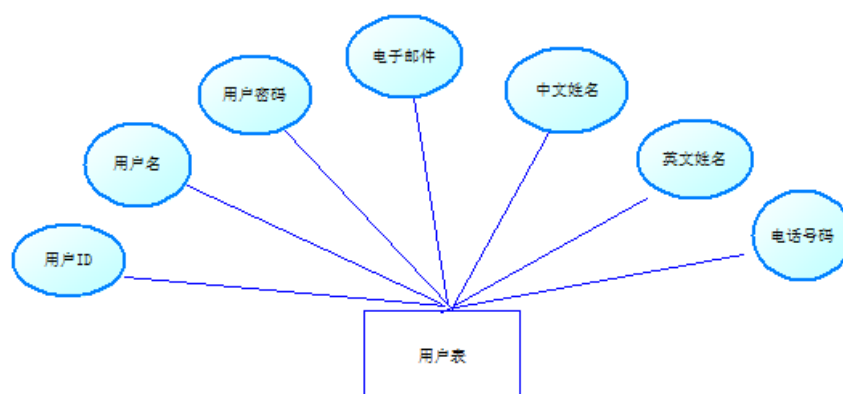 电子邮件
用户密码
中文姓名
用户名
英文姓名
电话号码
用户ID
用户表